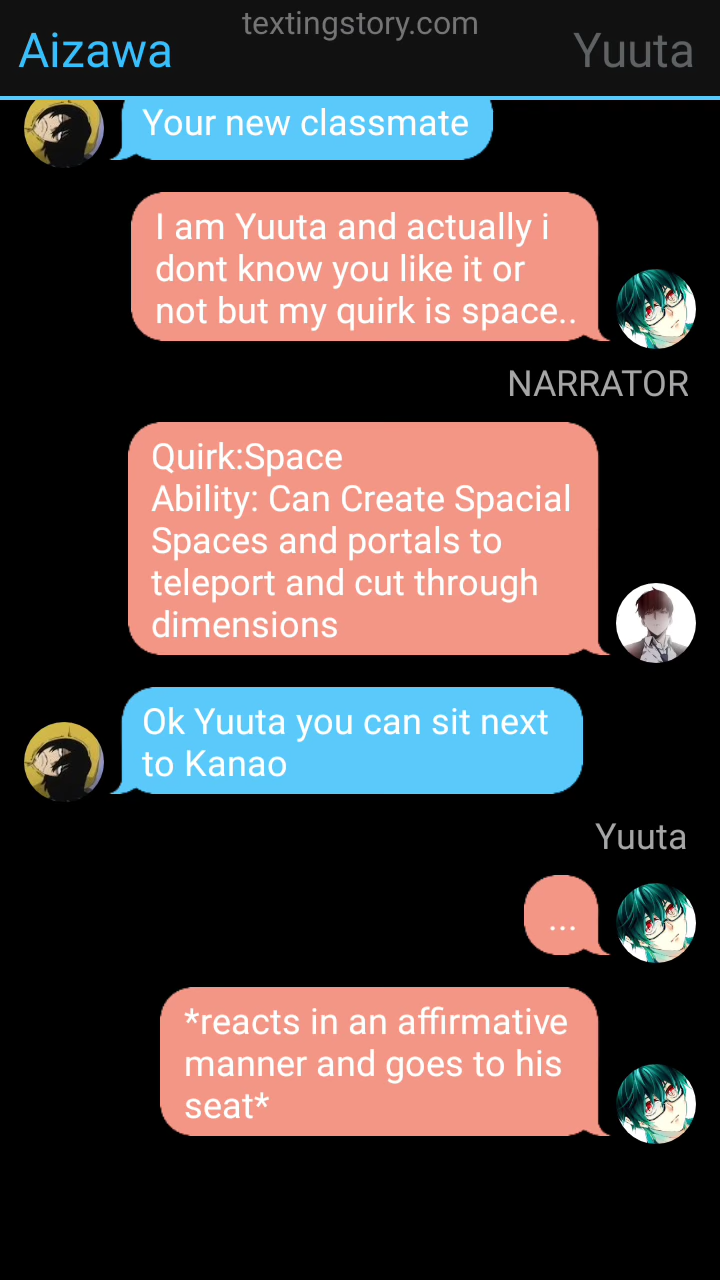 textingstory.com
Aizawa
Yuuta
Your new classmate
I am Yuuta and actually i
dont know you like it or
not but my quirk is space..
NARRATOR
Quirk:Space
Ability: Can Create Spacial
Spaces and portals to
teleport and cut through
dimensions
Ok Yuuta you can sit next
to Kanao
Yuuta
...
*reacts in an affirmative
manner and goes to his
seat*